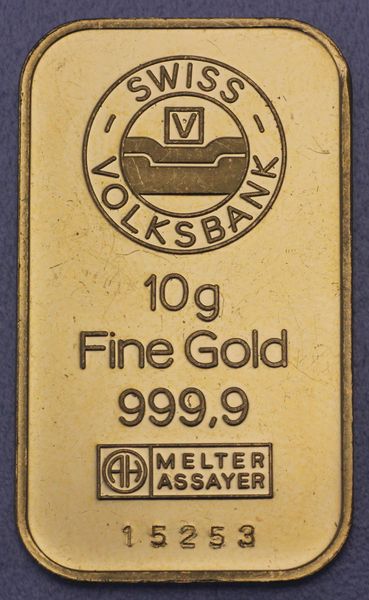 SWISS
V
VOLKSBANK
10g
Fine Gold
999,9
AH MELTER
ASSAYER
15253